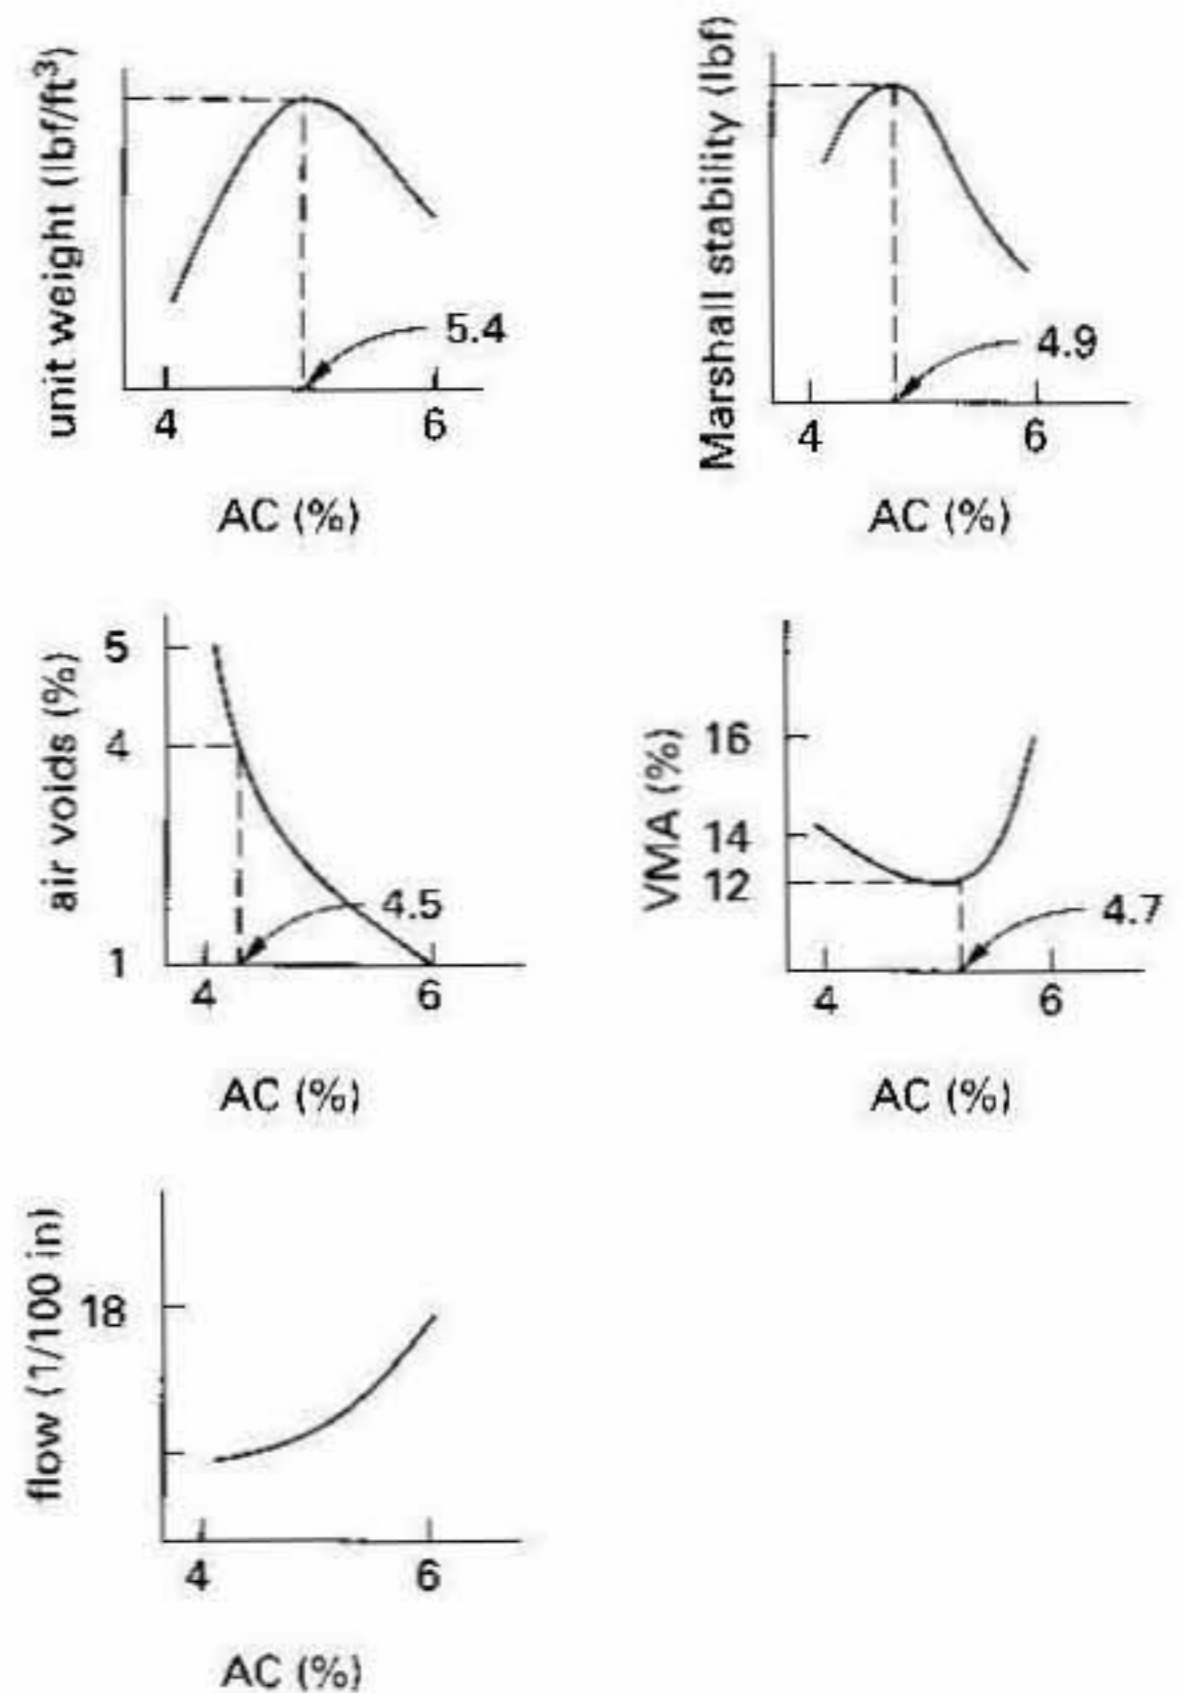 unit weight (lbf/ft³)
5.4
4
6
AC (%)
Marshall stability (lbf)
4.9
4
6
AC (%)
air voids (%)
5
4
1
4.5
4
6
AC (%)
VMA (%)
16
14
12
4.7
4
6
AC (%)
flow (1/100 in)
18
4
6
AC (%)